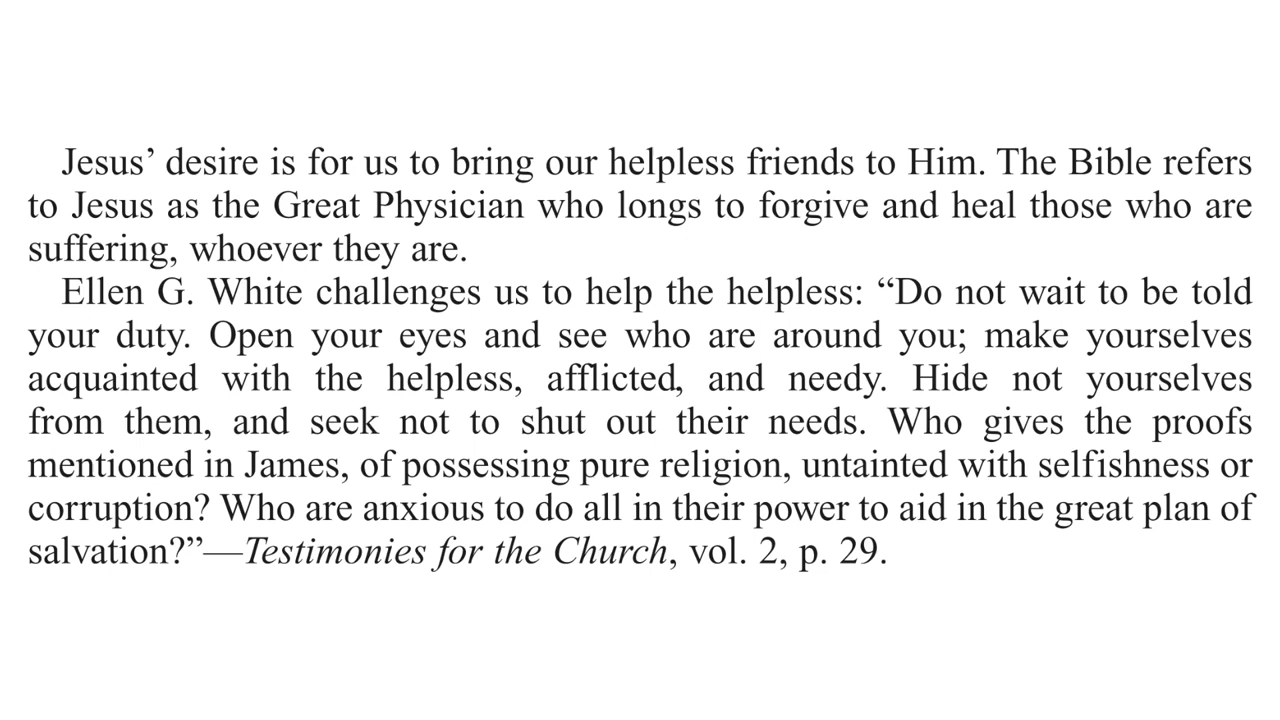 Jesus’ desire is for us to bring our helpless friends to Him. The Bible refers
to Jesus as the Great Physician who longs to forgive and heal those who are
suffering, whoever they are.
Ellen G. White challenges us to help the helpless: “Do not wait to be told
your duty. Open your eyes and see who are around you; make yourselves
acquainted with the helpless, afflicted, and needy. Hide not yourselves
from them, and seek not to shut out their needs. Who gives the proofs
mentioned in James, of possessing pure religion, untainted with selfishness or
corruption? Who are anxious to do all in their power to aid in the great plan of
salvation?”—Testimonies for the Church, vol. 2, p. 29.